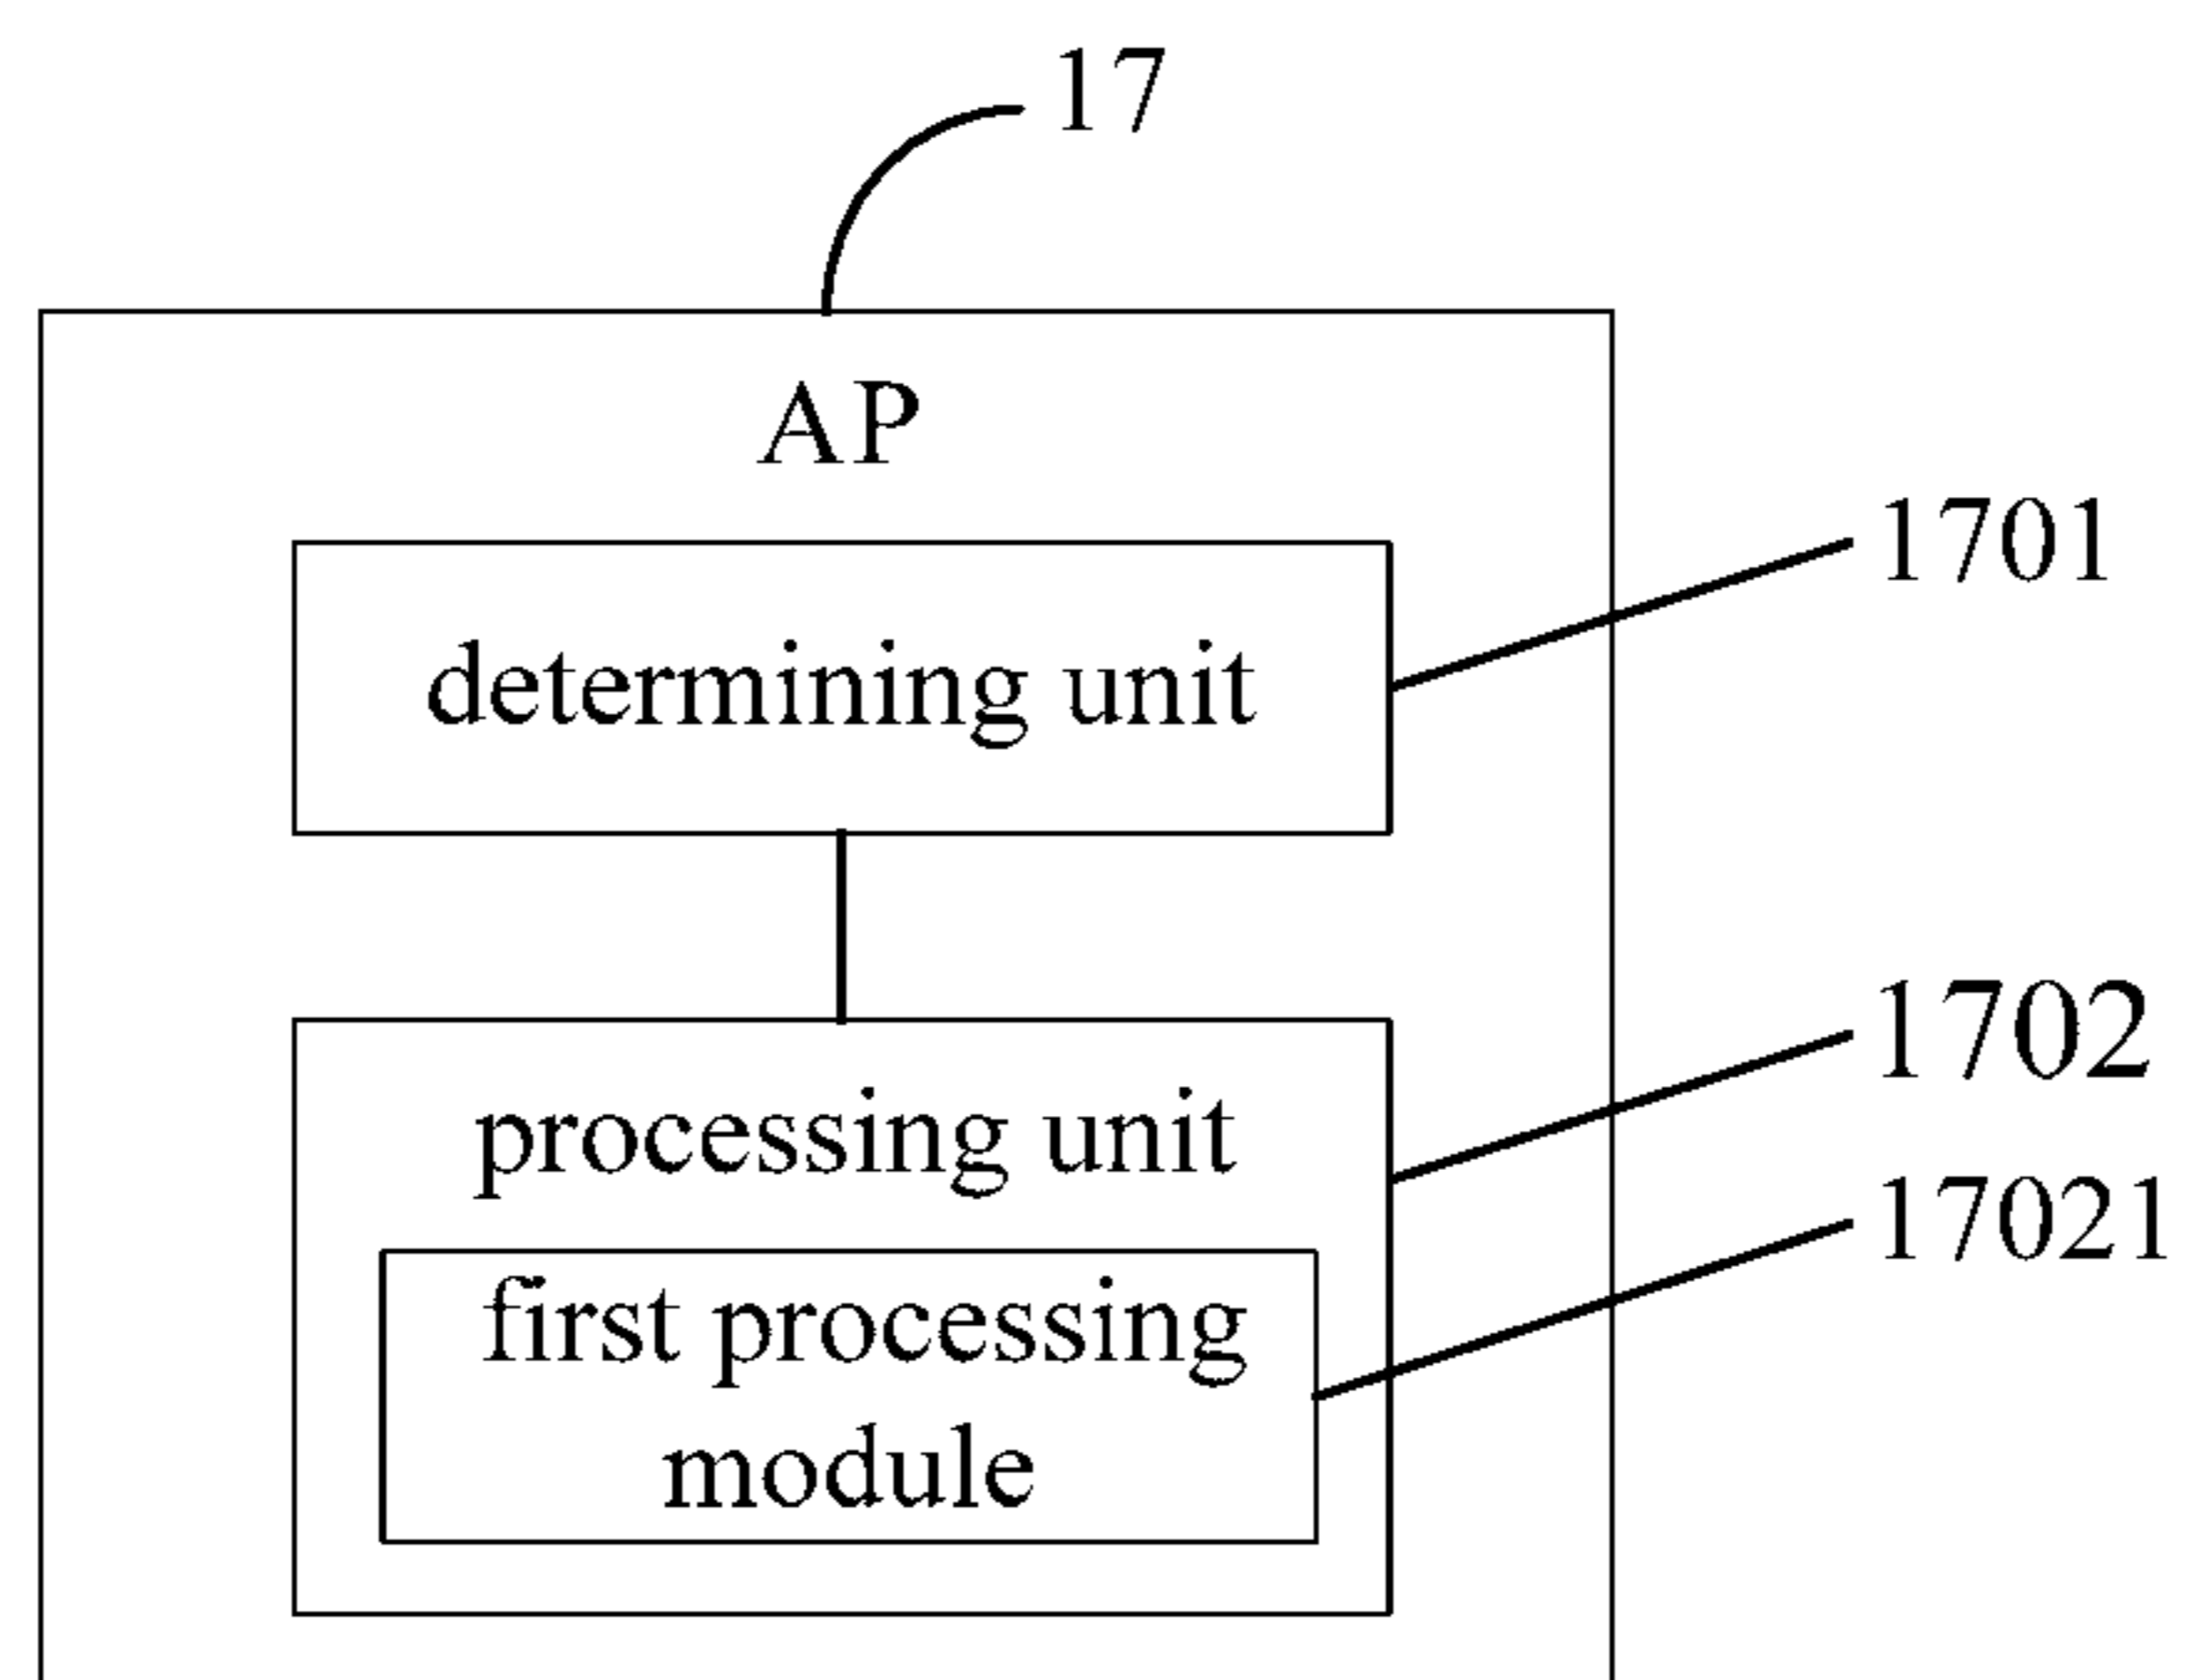 17
AP
1701
determining unit
1702
processing unit
17021
first processing
module